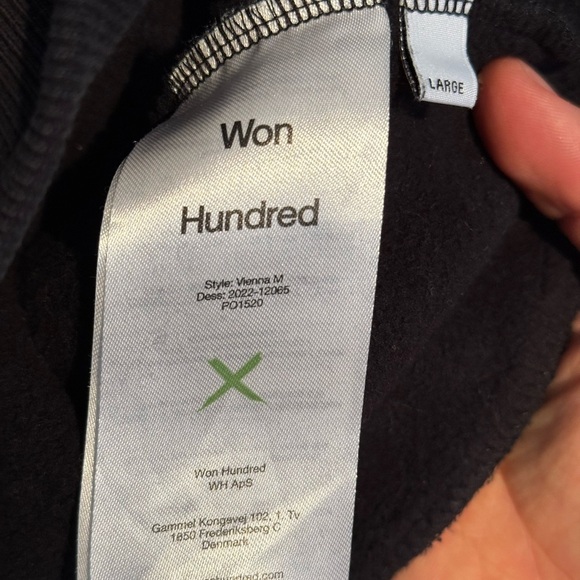 LARGE
Won
Hundred
Style: Vienna M
Dess: 2022-12065
PO1520
Won Hundred
WH ApS
Gammel Kongevej 102, 1. Tv
1850 Frederiksberg C
Denmark